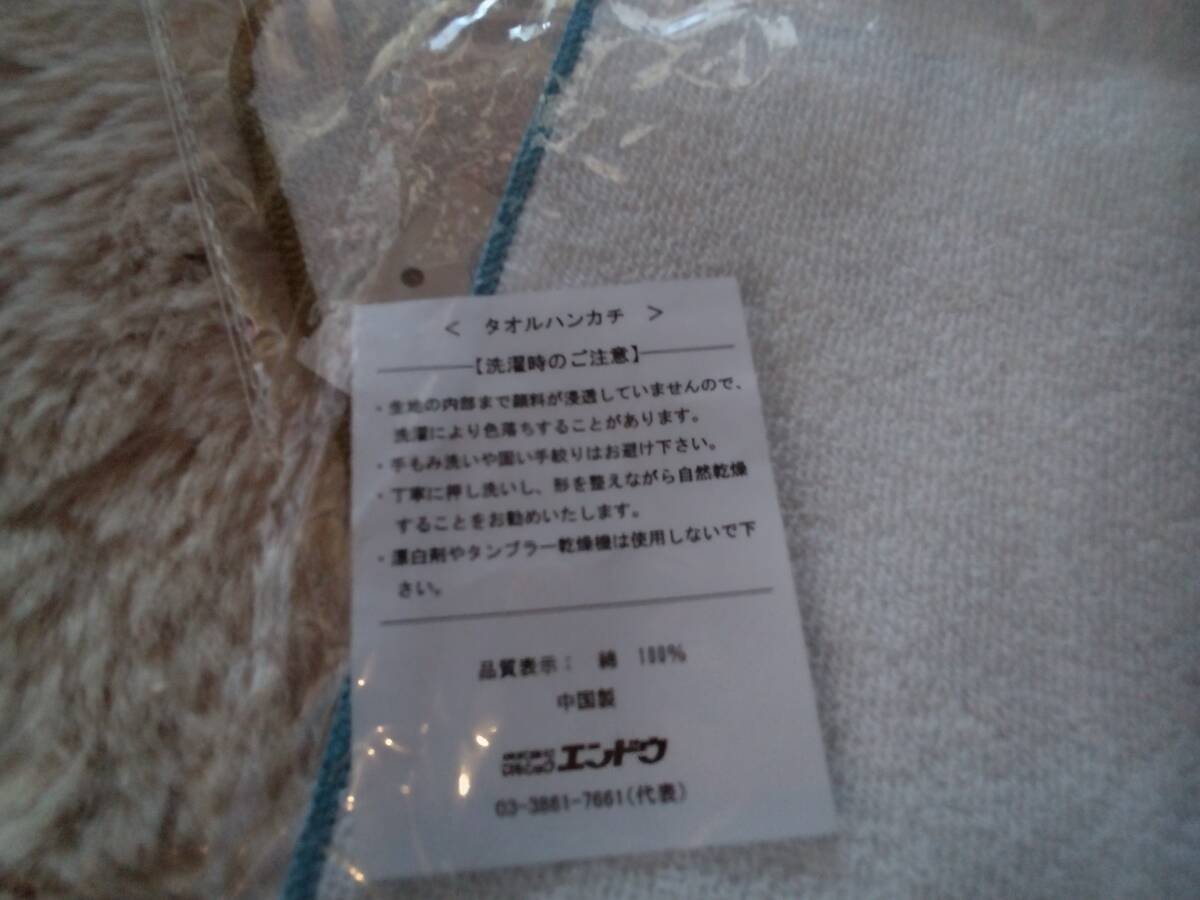 ＜ タオルハンカチ ＞
【洗濯時のご注意】
・生地の内部まで顔料が浸透していませんので、
洗濯により色落ちすることがあります。
・手もみ洗いや固い手絞りはお避け下さい。
・丁寧に押し洗いし、形を整えながら自然乾燥
することをお勧めいたします。
・漂白剤やタンブラー乾燥機は使用しないで下
さい。
品質表示： 綿 100％
中国製
エンドウ
03-3861-7661(代表)